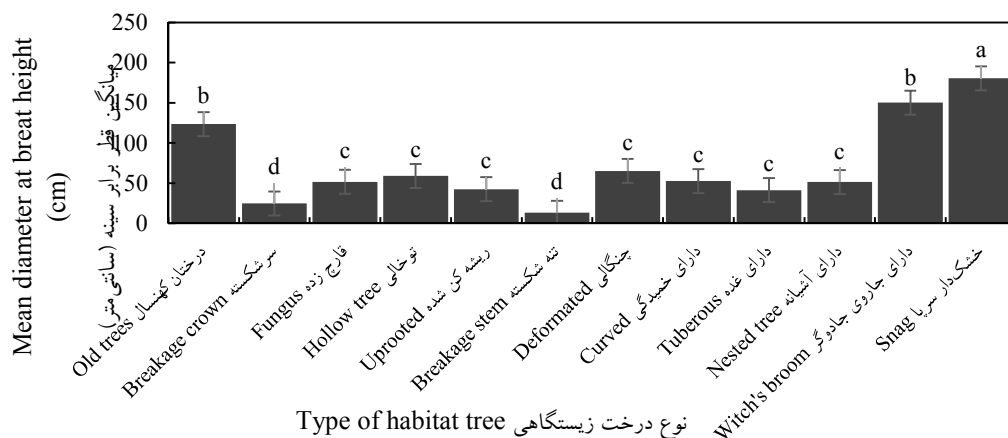 Mean diameter at breat height
(cm)
میانگین قطر برابر سینه (سانتی‌متر)
250
200
150
100
50
0
b
d
c
c
c
d
c
c
c
c
b
a
درختان کهنسال Old trees
سرشکسته Breakage crown
قارچ زده Fungus
توخالی Hollow tree
ریشه کن شده Uprooted
تنه شکسته Breakage stem
چنگالی Deformated
دارای خمیدگی Curved
دارای غده Tuberous
دارای آشیانه Nested tree
دارای جاروی جادوگر Witch's broom
خشک‌دار سرپا Snag
نوع درخت زیستگاهی Type of habitat tree